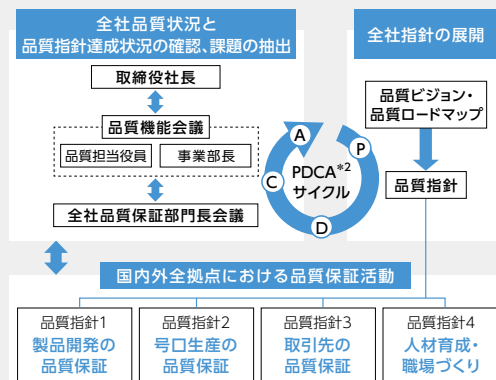 全社品質状況と
品質指針達成状況の確認、課題の抽出
取締役社長
品質機能会議
品質担当役員
事業部長
全社品質保証部門長会議
A
P
C
D
PDCA*2
サイクル
全社指針の展開
品質ビジョン・
品質ロードマップ
品質指針
国内外全拠点における品質保証活動
品質指針1
製品開発の
品質保証
品質指針2
号口生産の
品質保証
品質指針3
取引先の
品質保証
品質指針4
人材育成・
職場づくり